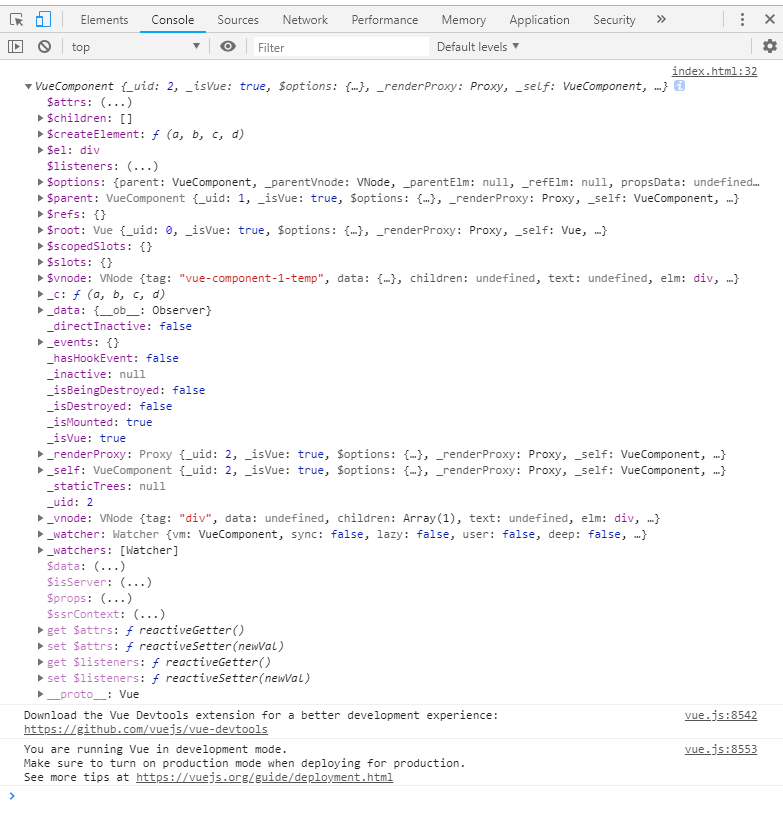 Elements Console Sources Network Performance Memory Application Security »
top ▼ Filter Default levels ▼
index.html:32
▼VueComponent {_uid: 2, _isVue: true, $options: {…}, _renderProxy: Proxy, _self: VueComponent, …} i
$attrs: (...)
▶$children: []
▶$createElement: ƒ (a, b, c, d)
▶$el: div
$listeners: (...)
▶$options: {parent: VueComponent, _parentVnode: VNode, _parentElm: null, _refElm: null, propsData: undefined…
▶$parent: VueComponent {_uid: 1, _isVue: true, $options: {…}, _renderProxy: Proxy, _self: VueComponent, …}
▶$refs: {}
▶$root: Vue {_uid: 0, _isVue: true, $options: {…}, _renderProxy: Proxy, _self: Vue, …}
▶$scopedSlots: {}
▶$slots: {}
▶$vnode: VNode {tag: "vue-component-1-temp", data: {…}, children: undefined, text: undefined, elm: div, …}
▶_c: ƒ (a, b, c, d)
▶_data: {__ob__: Observer}
_directInactive: false
▶_events: {}
_hasHookEvent: false
_inactive: null
_isBeingDestroyed: false
_isDestroyed: false
_isMounted: true
_isVue: true
▶_renderProxy: Proxy {_uid: 2, _isVue: true, $options: {…}, _renderProxy: Proxy, _self: VueComponent, …}
▶_self: VueComponent {_uid: 2, _isVue: true, $options: {…}, _renderProxy: Proxy, _self: VueComponent, …}
_staticTrees: null
_uid: 2
▶_vnode: VNode {tag: "div", data: undefined, children: Array(1), text: undefined, elm: div, …}
▶_watcher: Watcher {vm: VueComponent, sync: false, lazy: false, user: false, deep: false, …}
▶_watchers: [Watcher]
$data: (...)
$isServer: (...)
$props: (...)
$ssrContext: (...)
▶get $attrs: ƒ reactiveGetter()
▶set $attrs: ƒ reactiveSetter(newVal)
▶get $listeners: ƒ reactiveGetter()
▶set $listeners: ƒ reactiveSetter(newVal)
▶__proto__: Vue
Download the Vue Devtools extension for a better development experience: vue.js:8542
https://github.com/vuejs/vue-devtools
You are running Vue in development mode. vue.js:8553
Make sure to turn on production mode when deploying for production.
See more tips at https://vuejs.org/guide/deployment.html
>